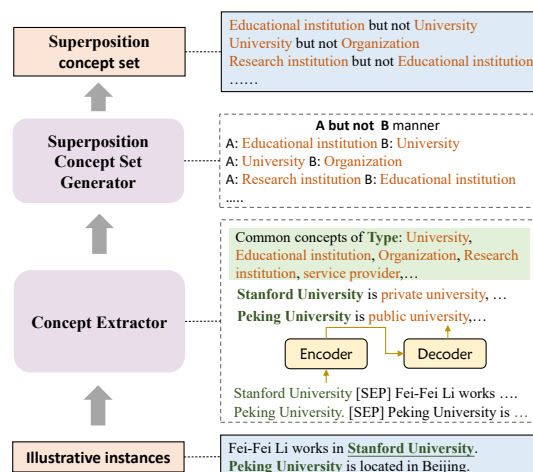 Superposition
concept set
Educational institution but not University
University but not Organization
Research institution but not Educational institution
……
Superposition
Concept Set
Generator
A but not B manner
A: Educational institution B: University
A: University B: Organization
A: Research institution B: Educational institution
…..
Concept Extractor
Common concepts of Type: University,
Educational institution, Organization, Research
institution, service provider,…
Stanford University is private university, …
Peking University is public university,…
Encoder
Decoder
Stanford University [SEP] Fei-Fei Li works ….
Peking University. [SEP] Peking University is …
Illustrative instances
Fei-Fei Li works in Stanford University.
Peking University is located in Beijing.